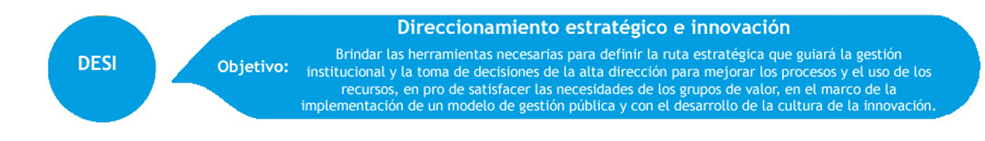 DESI
Direccionamiento estratégico e innovación
Objetivo:
Brindar las herramientas necesarias para definir la ruta estratégica que guiará la gestión
institucional y la toma de decisiones de la alta dirección para mejorar los procesos y el uso de los
recursos, en pro de satisfacer las necesidades de los grupos de valor, en el marco de la
implementación de un modelo de gestión pública y con el desarrollo de la cultura de la innovación.